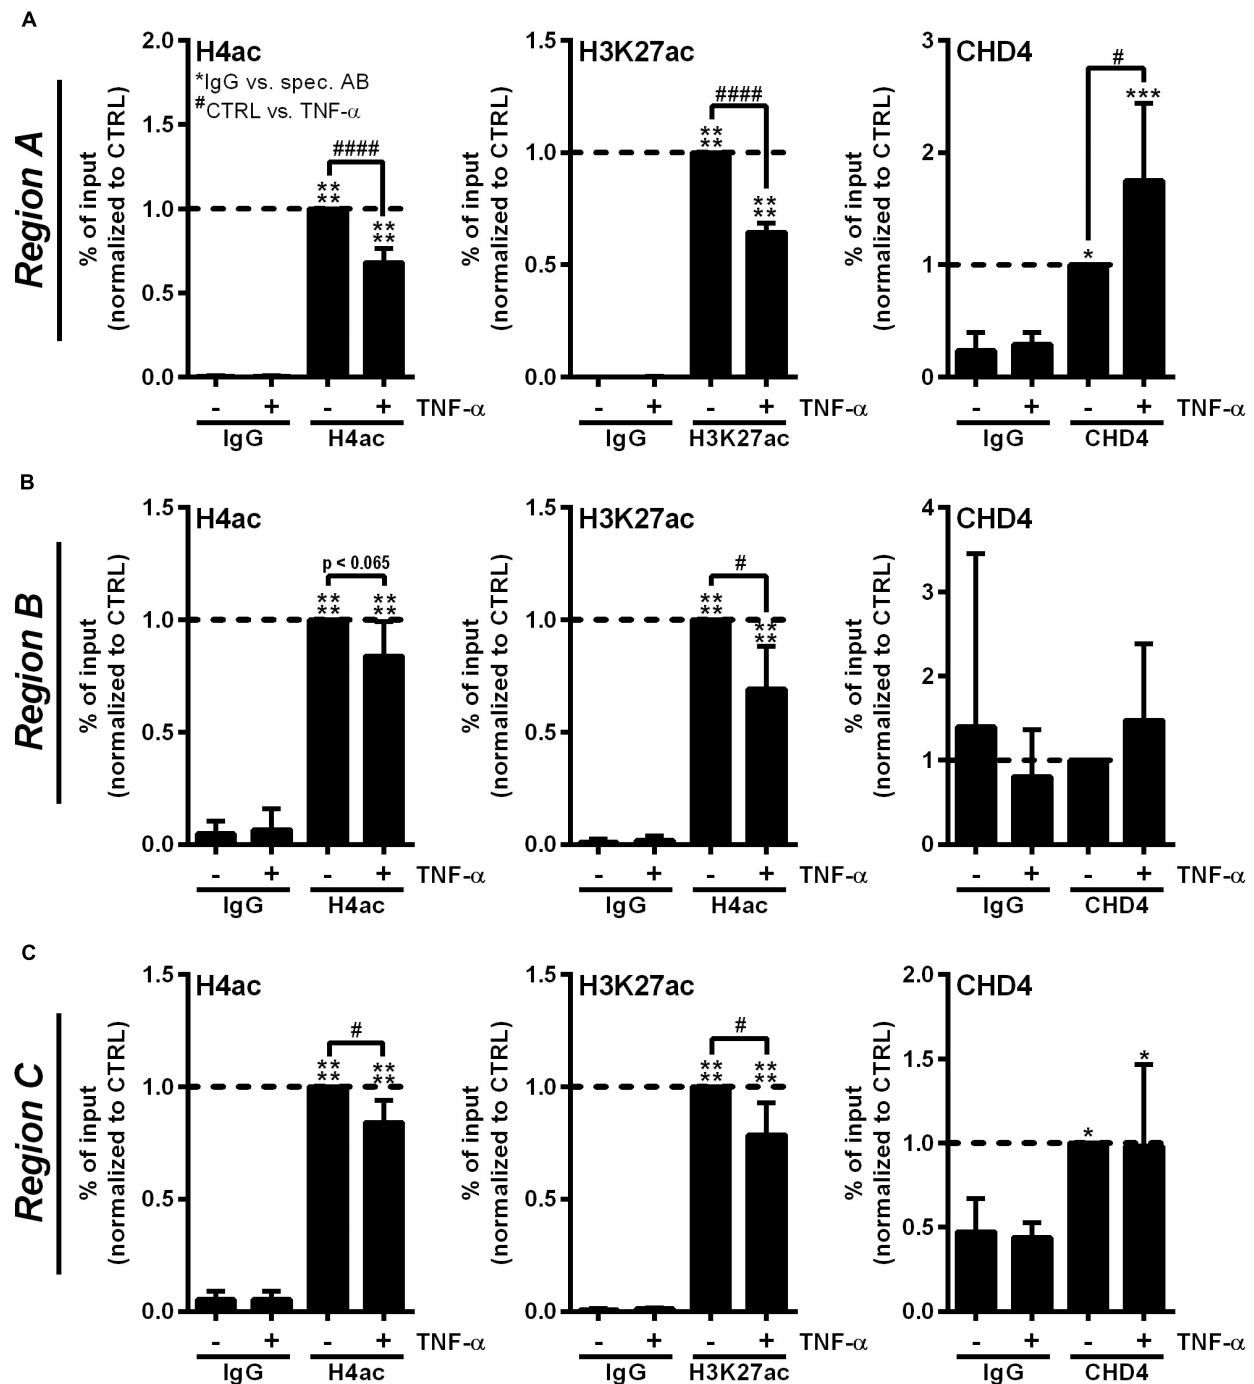 A
Region A
% of input
(normalized to CTRL)
2.0
1.5
1.0
0.5
0.0
H4ac
*IgG vs. spec. AB
#CTRL vs. TNF-α
####
**
**
**
**
- + - + TNF-α
IgG H4ac
% of input
(normalized to CTRL)
1.5
1.0
0.5
0.0
H3K27ac
####
**
**
**
**
- + - +
IgG H3K27ac
% of input
(normalized to CTRL)
3
2
1
0
CHD4
#
***
*
- + - + TNF-α
IgG CHD4
B
Region B
% of input
(normalized to CTRL)
1.5
1.0
0.5
0.0
H4ac
p < 0.065
** **
** **
- + - + TNF-α
IgG H4ac
% of input
(normalized to CTRL)
1.5
1.0
0.5
0.0
H3K27ac
#
**
**
**
**
- + - +
IgG H4ac
% of input
(normalized to CTRL)
4
3
2
1
0
CHD4
- + - + TNF-α
IgG CHD4
C
Region C
% of input
(normalized to CTRL)
1.5
1.0
0.5
0.0
H4ac
#
** **
** **
- + - + TNF-α
IgG H4ac
% of input
(normalized to CTRL)
1.5
1.0
0.5
0.0
H3K27ac
#
** **
** **
- + - +
IgG H3K27ac
% of input
(normalized to CTRL)
2.0
1.5
1.0
0.5
0.0
CHD4
*
*
- + - + TNF-α
IgG CHD4